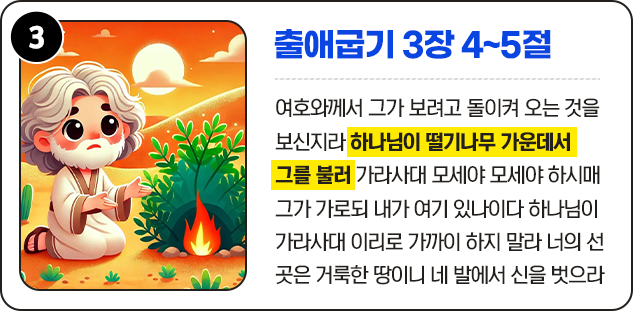 3
출애굽기 3장 4~5절
여호와께서 그가 보려고 돌이켜 오는 것을
보신지라 하나님이 떨기나무 가운데서
그를 불러 가라사대 모세야 모세야 하시매
그가 가로되 내가 여기 있나이다 하나님이
가라사대 이리로 가까이 하지 말라 너의 선
곳은 거룩한 땅이니 네 발에서 신을 벗으라